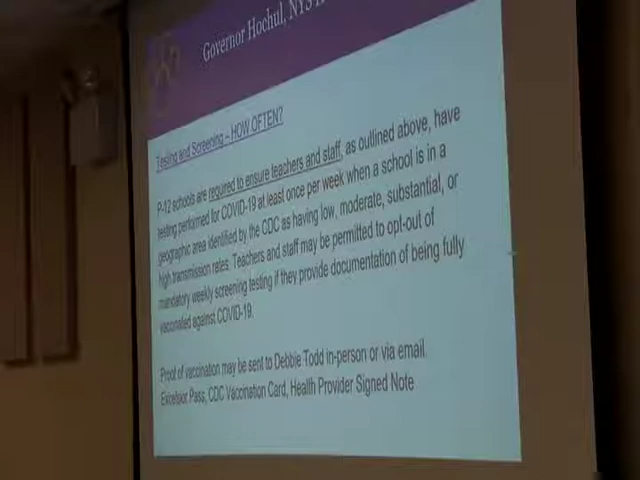 Governor Hochul, NYS
Testing and Screening – HOW OFTEN?
P-12 schools are required to ensure teachers and staff, as outlined above, have
testing performed for COVID-19 at least once per week when a school is in a
geographic area identified by the CDC as having low, moderate, substantial, or
high transmission rates. Teachers and staff may be permitted to opt-out of
mandatory weekly screening testing if they provide documentation of being fully
vaccinated against COVID-19.
Proof of vaccination may be sent to Debbie Todd in-person or via email.
Excelsior Pass, CDC Vaccination Card, Health Provider Signed Note